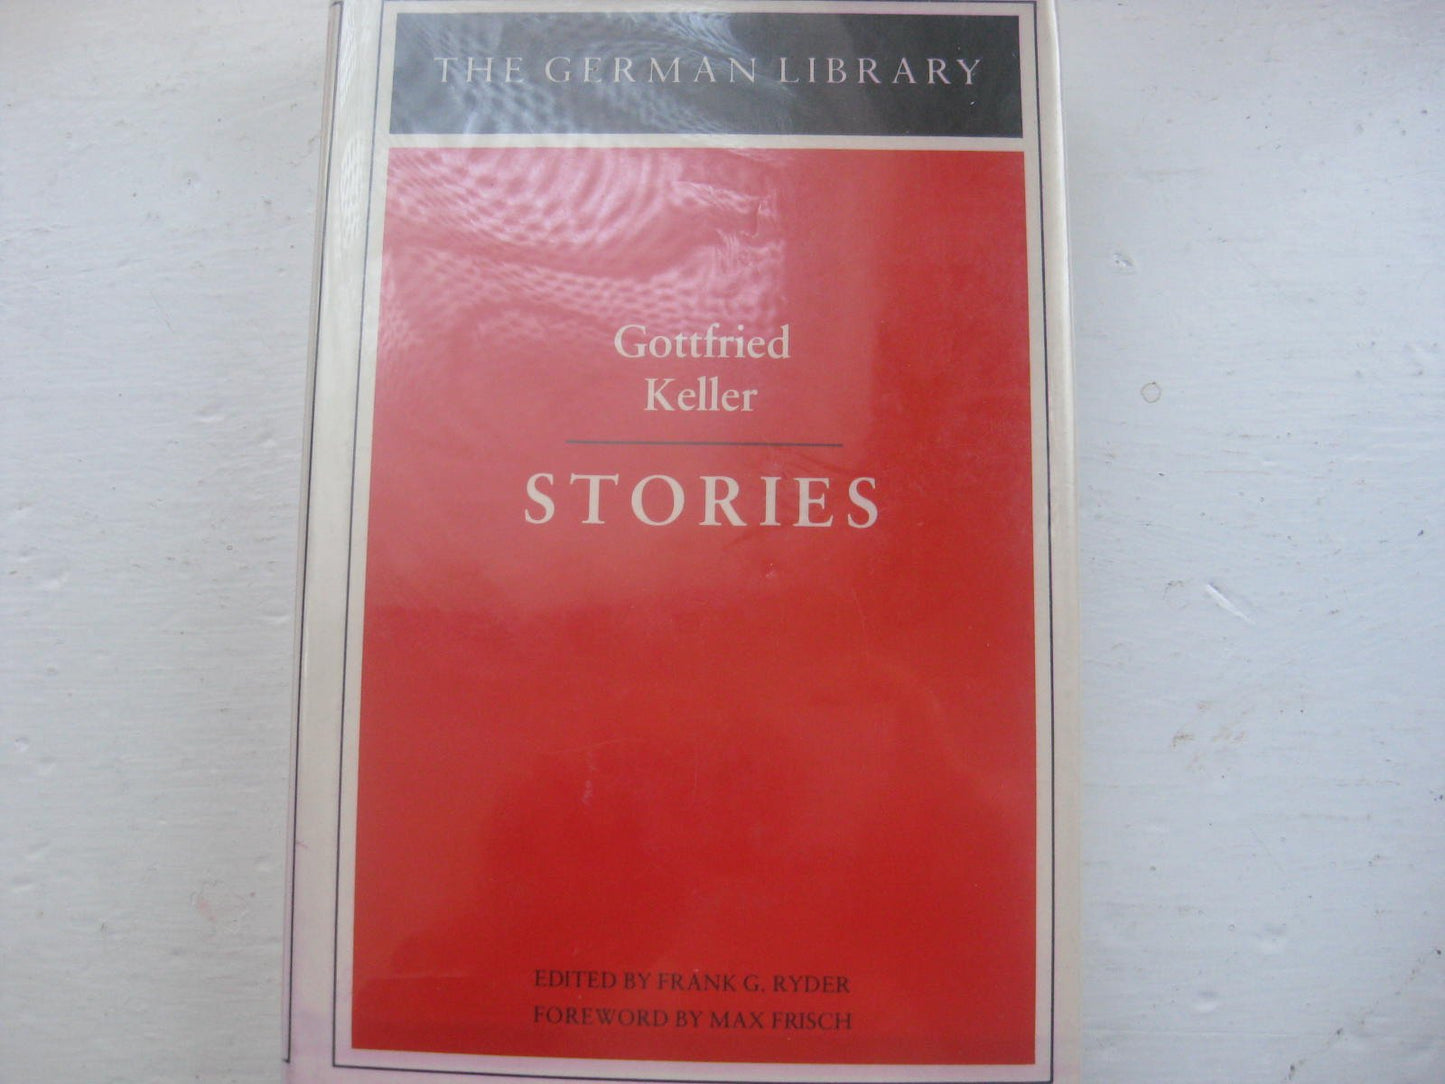 THE GERMAN LIBRARY
Gottfried
Keller
STORIES
EDITED BY FRANK G. RYDER
FOREWORD BY MAX FRISCH